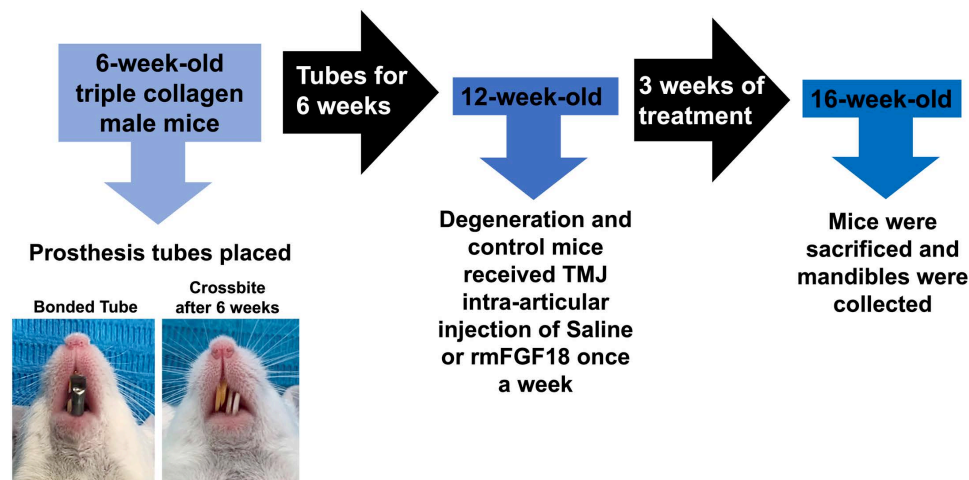 6-week-old
triple collagen
male mice
Tubes for
6 weeks
12-week-old
3 weeks of
treatment
16-week-old
Prosthesis tubes placed
Bonded Tube
Crossbite
after 6 weeks
Degeneration and
control mice
received TMJ
intra-articular
injection of Saline
or rmFGF18 once
a week
Mice were
sacrificed and
mandibles were
collected